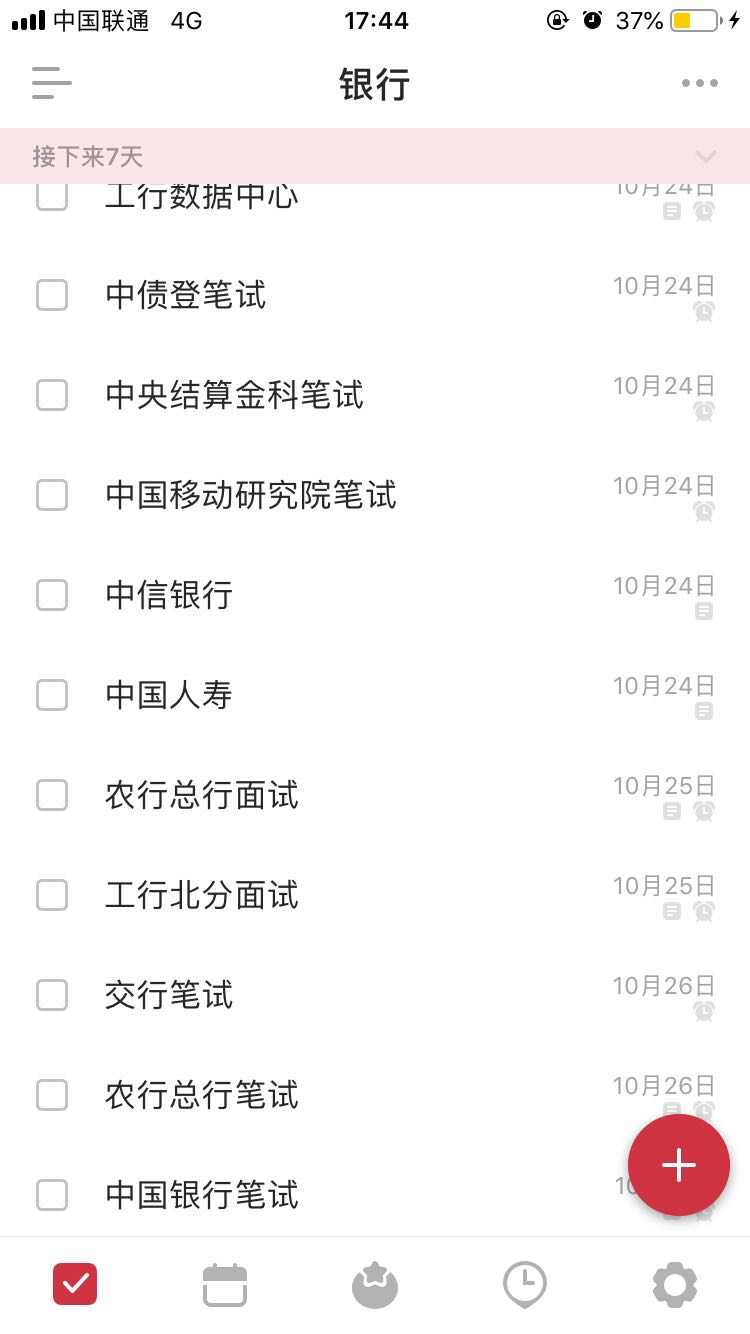 中国联通 4G 17:44 37%
银行
接下来7天
工行数据中心 10月24日
中债登笔试 10月24日
中央结算金科笔试 10月24日
中国移动研究院笔试 10月24日
中信银行 10月24日
中国人寿 10月24日
农行总行面试 10月25日
工行北分面试 10月25日
交行笔试 10月26日
农行总行笔试 10月26日
中国银行笔试